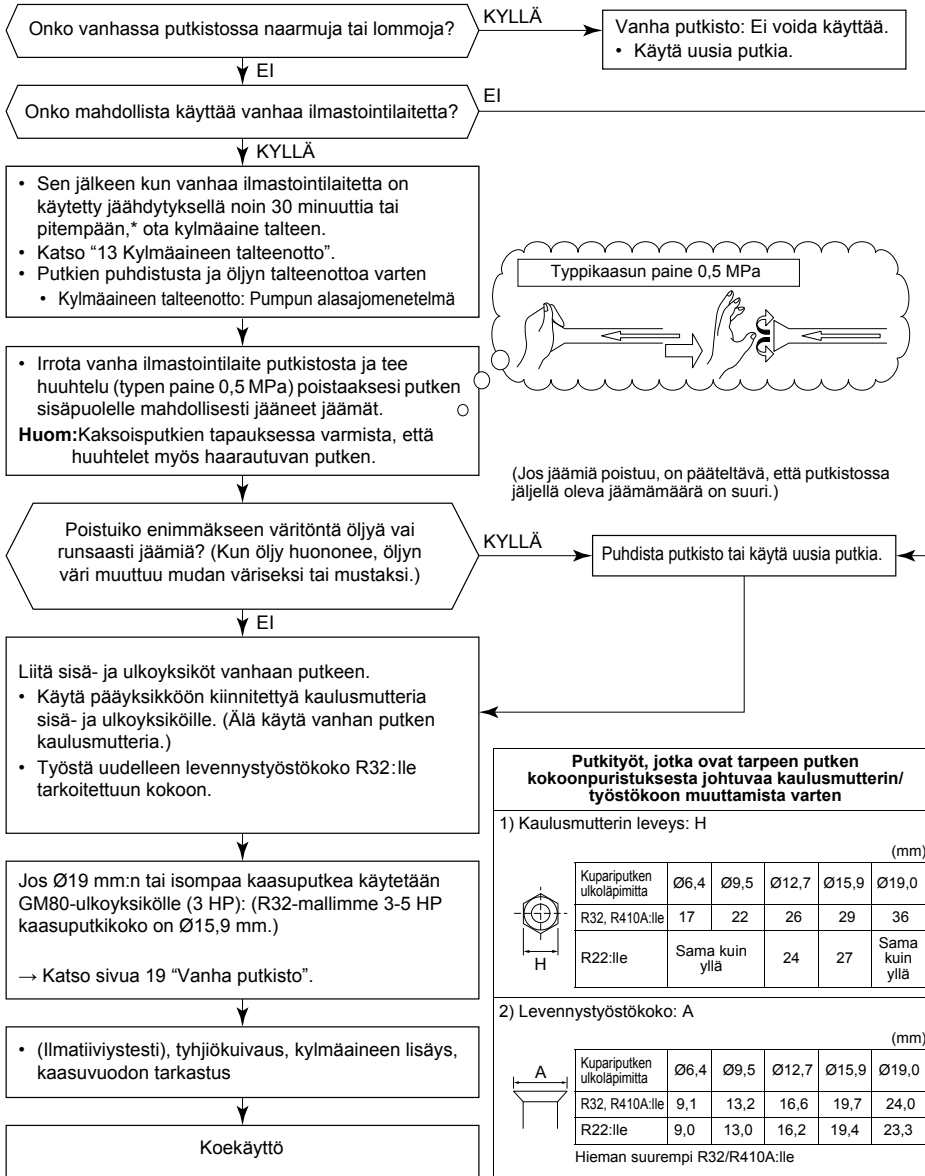 Onko vanhassa putkistossa naarmuja tai lommoja?
KYLLÄ
Vanha putkisto: Ei voida käyttää.
• Käytä uusia putkia.
EI
Onko mahdollista käyttää vanhaa ilmastointilaitetta?
EI
KYLLÄ
• Sen jälkeen kun vanhaa ilmastointilaitetta on
käytetty jäähdytyksellä noin 30 minuuttia tai
pitempään,* ota kylmäaine talteen.
• Katso “13 Kylmäaineen talteenotto”.
• Putkien puhdistusta ja öljyn talteenottoa varten
• Kylmäaineen talteenotto: Pumpun alasajomenetelmä
Typpikaasun paine 0,5 MPa
• Irrota vanha ilmastointilaite putkistosta ja tee
huuhtelu (typen paine 0,5 MPa) poistaaksesi putken
sisäpuolelle mahdollisesti jääneet jäämät.
Huom:Kaksoisputkien tapauksessa varmista, että
huuhtelet myös haarautuvan putken.
(Jos jäämiä poistuu, on pääteltävä, että putkistossa
jäljellä oleva jäämämäärä on suuri.)
Poistuiko enimmäkseen väritöntä öljyä vai
runsaasti jäämiä? (Kun öljy huononee, öljyn
väri muuttuu mudan väriseksi tai mustaksi.)
KYLLÄ
Puhdista putkisto tai käytä uusia putkia.
EI
Liitä sisä- ja ulkoyksiköt vanhaan putkeen.
• Käytä pääyksikköön kiinnitettyä kaulusmutteria
sisä- ja ulkoyksiköille. (Älä käytä vanhan putken
kaulusmutteria.)
• Työstä uudelleen levennystyöstökoko R32:lle
tarkoitettuun kokoon.
Jos Ø19 mm:n tai isompaa kaasuputkea käytetään
GM80-ulkoyksikölle (3 HP): (R32-mallimme 3-5 HP
kaasuputkikoko on Ø15,9 mm.)
→ Katso sivua 19 “Vanha putkisto”.
• (Ilmatiiviystesti), tyhjiökuivaus, kylmäaineen lisäys,
kaasuvuodon tarkastus
Koekäyttö
Putkityöt, jotka ovat tarpeen putken
kokoonpuristuksesta johtuvaa kaulusmutterin/
työstökoon muuttamista varten
1) Kaulusmutterin leveys: H
(mm)
H
Kupariputken
ulkoläpimitta Ø6,4 Ø9,5 Ø12,7 Ø15,9 Ø19,0
R32, R410A:lle 17 22 26 29 36
R22:lle Sama kuin
yllä 24 27 Sama
kuin
yllä
2) Levennystyöstökoko: A
(mm)
A
Kupariputken
ulkoläpimitta Ø6,4 Ø9,5 Ø12,7 Ø15,9 Ø19,0
R32, R410A:lle 9,1 13,2 16,6 19,7 24,0
R22:lle 9,0 13,0 16,2 19,4 23,3
Hieman suurempi R32/R410A:lle